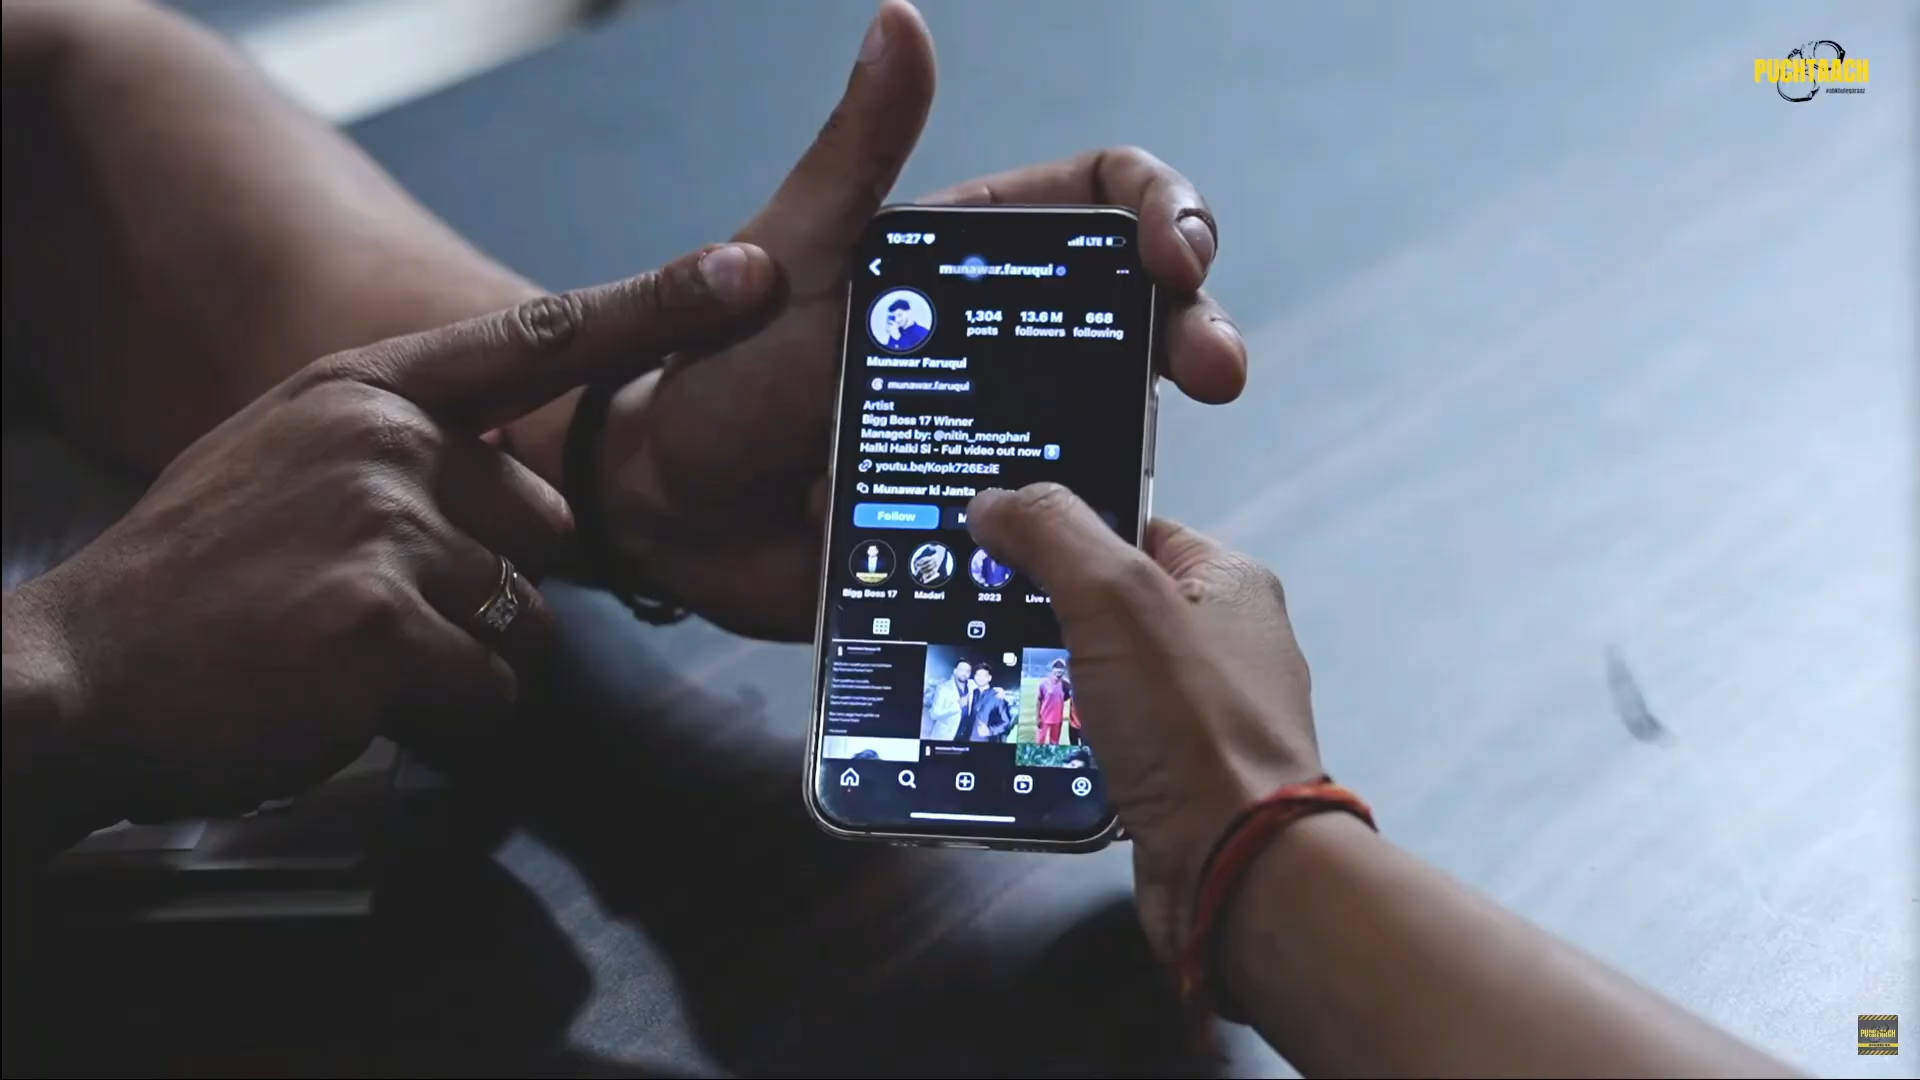 PUCHTAACH
10:27
LTE
munawar.faruqui
1,304 13.6 M 668
posts followers following
Munawar Faruqui
munawar.faruqui
Artist
Bigg Boss 17 Winner
Managed by: @nitin_menghani
Halki Halki Si - Full video out now
youtu.be/Kopk726EziE
Munawar ki Janta
Follow M
Bigg Boss 17 Madari 2023 Live
PUCHTAACH